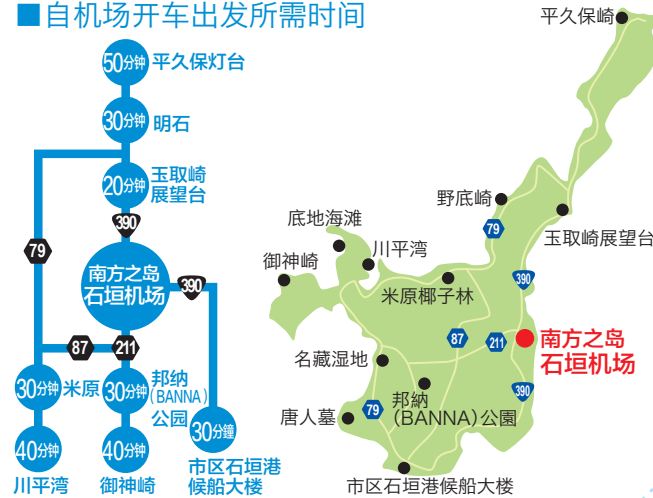 ■自机场开车出发所需时间
50分钟 平久保灯台
30分钟 明石
20分钟 玉取崎
展望台
390
79
南方之岛
石垣机场
390
87
211
30分钟 米原
30分钟 邦纳
(BANNA)
公园
30分鐘
40分钟
川平湾
40分钟
御神崎
市区石垣港
候船大楼
平久保崎
野底崎
79
玉取崎展望台
底地海滩
川平湾
御神崎
米原椰子林
390
87
211
南方之岛
石垣机场
名藏湿地
390
邦納
(BANNA)公園
79
唐人墓
市区石垣港候船大楼